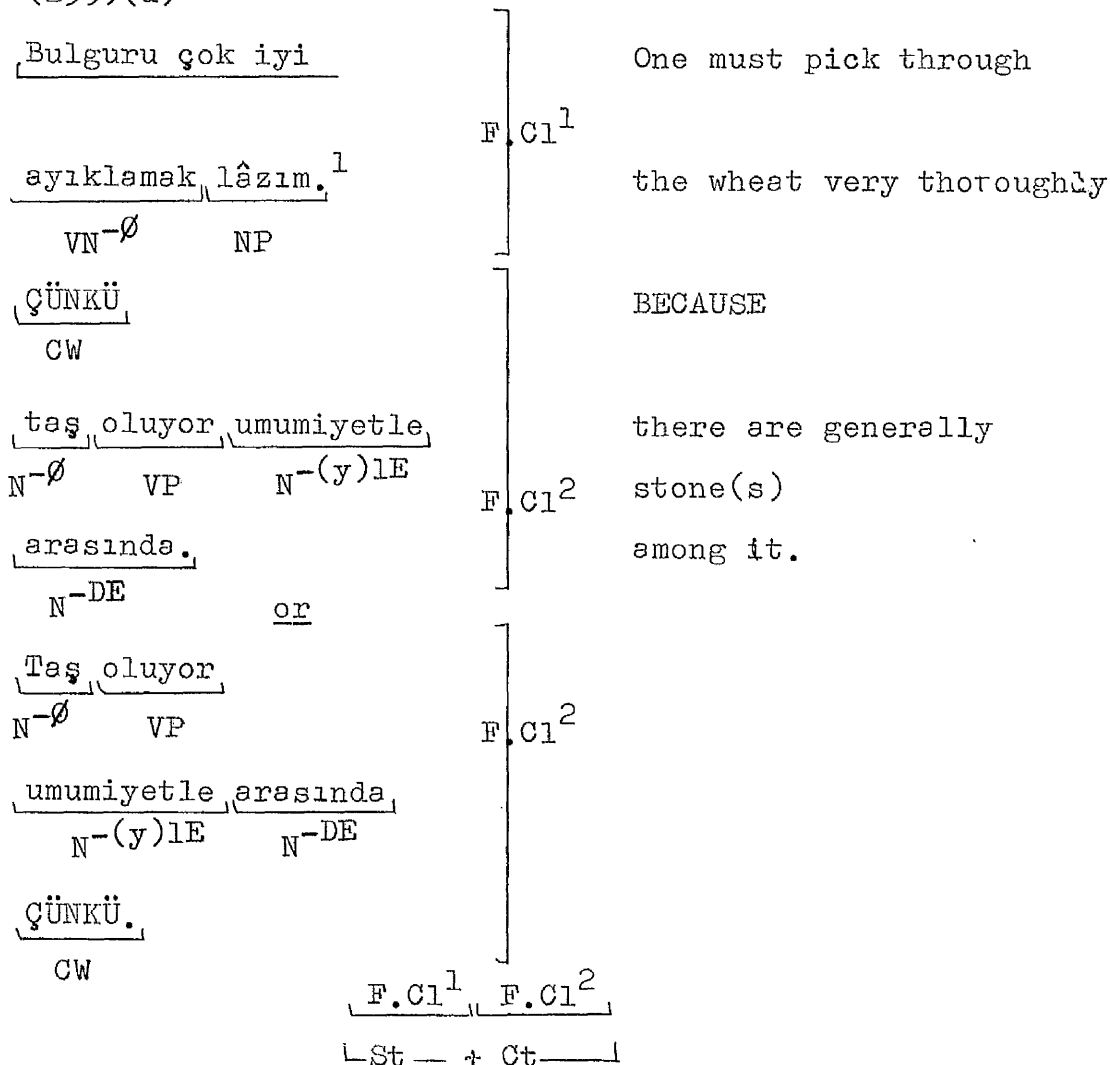 Bulguru çok iyi One must pick through
F.Cl1
ayıklamak lâzım.1 the wheat very thoroughly
VN-Ø NP
ÇÜNKÜ BECAUSE
CW
taş oluyor umumiyetle there are generally
N-Ø VP N-(y)lE stone(s)
F.Cl2
arasında. among it.
N-DE
or
Taş oluyor
N-Ø VP
F.Cl2
umumiyetle arasında
N-(y)lE N-DE
ÇÜNKÜ.
CW
F.Cl1 F.Cl2
St + Ct